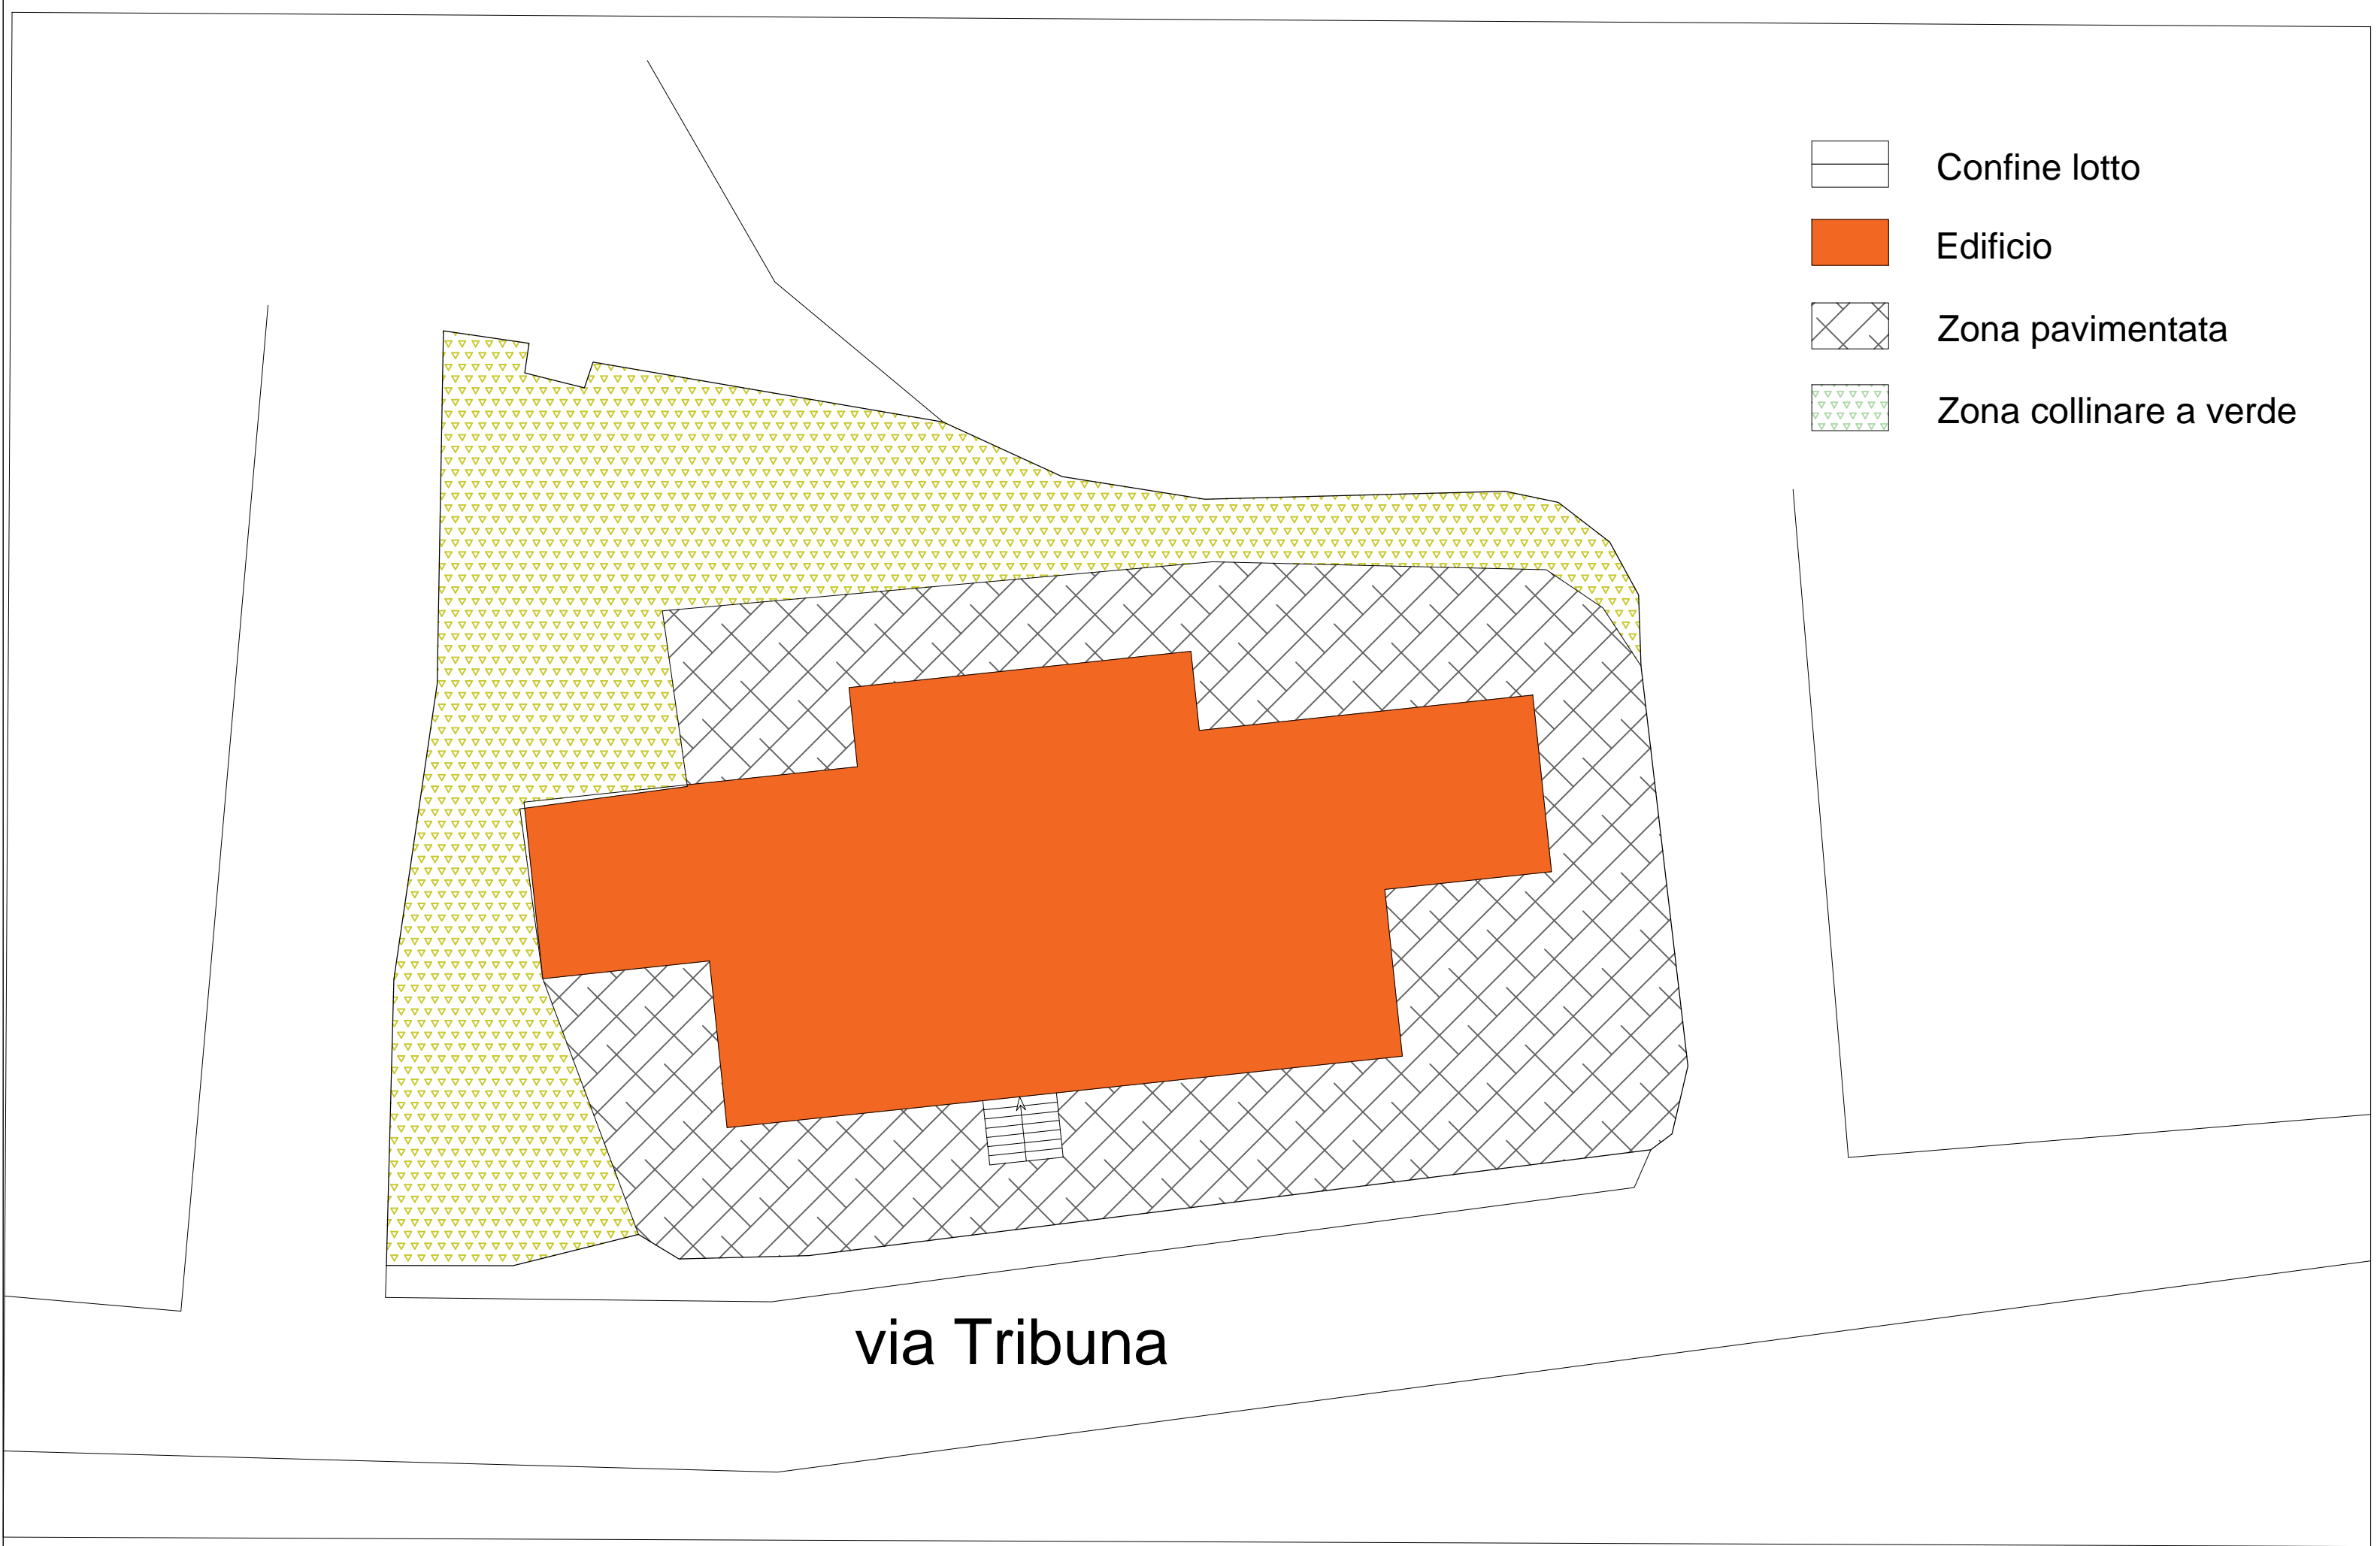 Confine lotto
Edificio
Zona pavimentata
Zona collinare a verde
via Tribuna